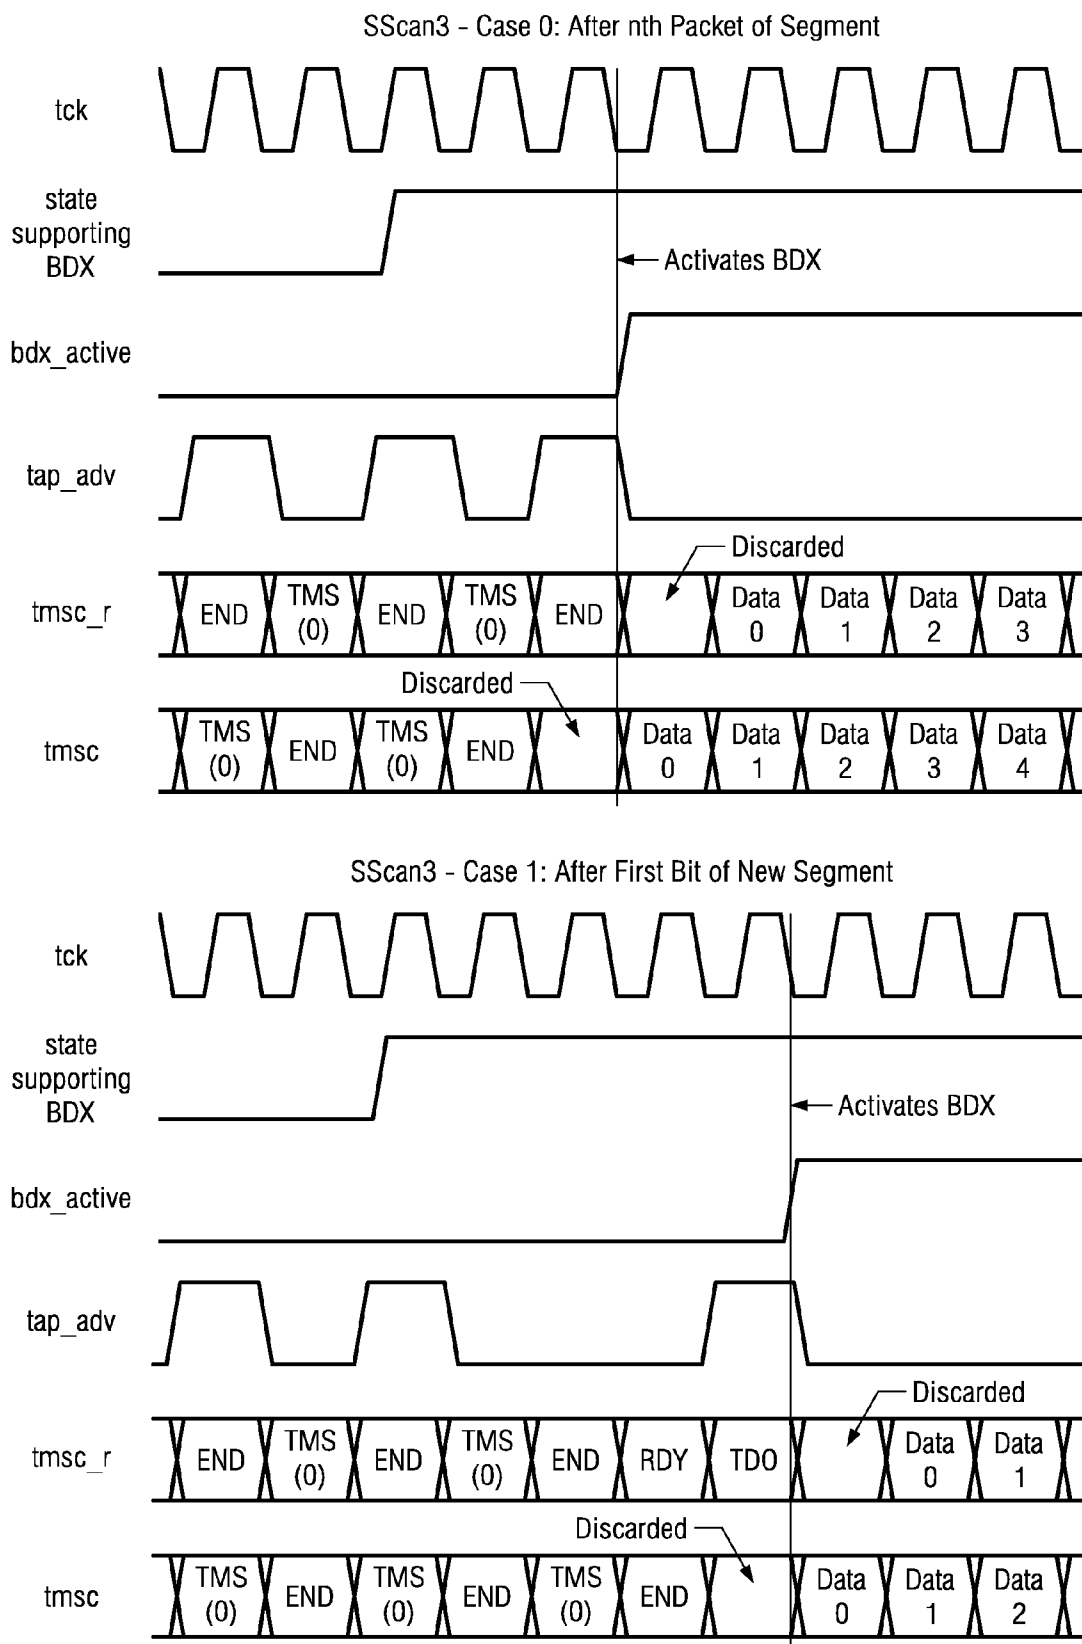 SScan3 - Case 0: After nth Packet of Segment
tck
state
supporting
BDX
Activates BDX
bdx_active
tap_adv
Discarded
tmsc_r
END TMS (0) END TMS (0) END Data 0 Data 1 Data 2 Data 3
Discarded
tmsc
TMS (0) END TMS (0) END Data 0 Data 1 Data 2 Data 3 Data 4
SScan3 - Case 1: After First Bit of New Segment
tck
state
supporting
BDX
Activates BDX
bdx_active
tap_adv
Discarded
tmsc_r
END TMS (0) END TMS (0) END RDY TDO Data 0 Data 1
Discarded
tmsc
TMS (0) END TMS (0) END TMS (0) END Data 0 Data 1 Data 2